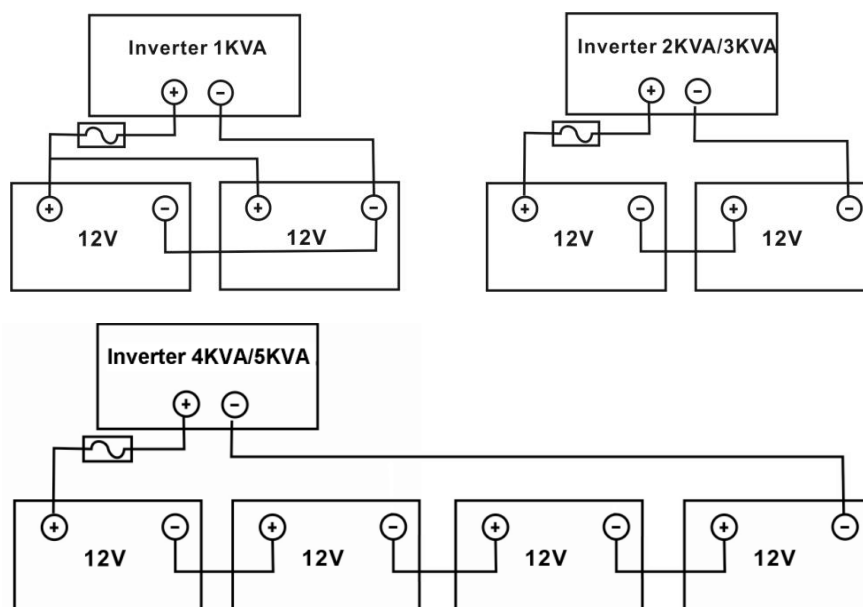 Inverter 1KVA
+ −
+ − + −
12V 12V
Inverter 2KVA/3KVA
+ −
+ − + −
12V 12V
Inverter 4KVA/5KVA
+ −
+ − + − + − + −
12V 12V 12V 12V